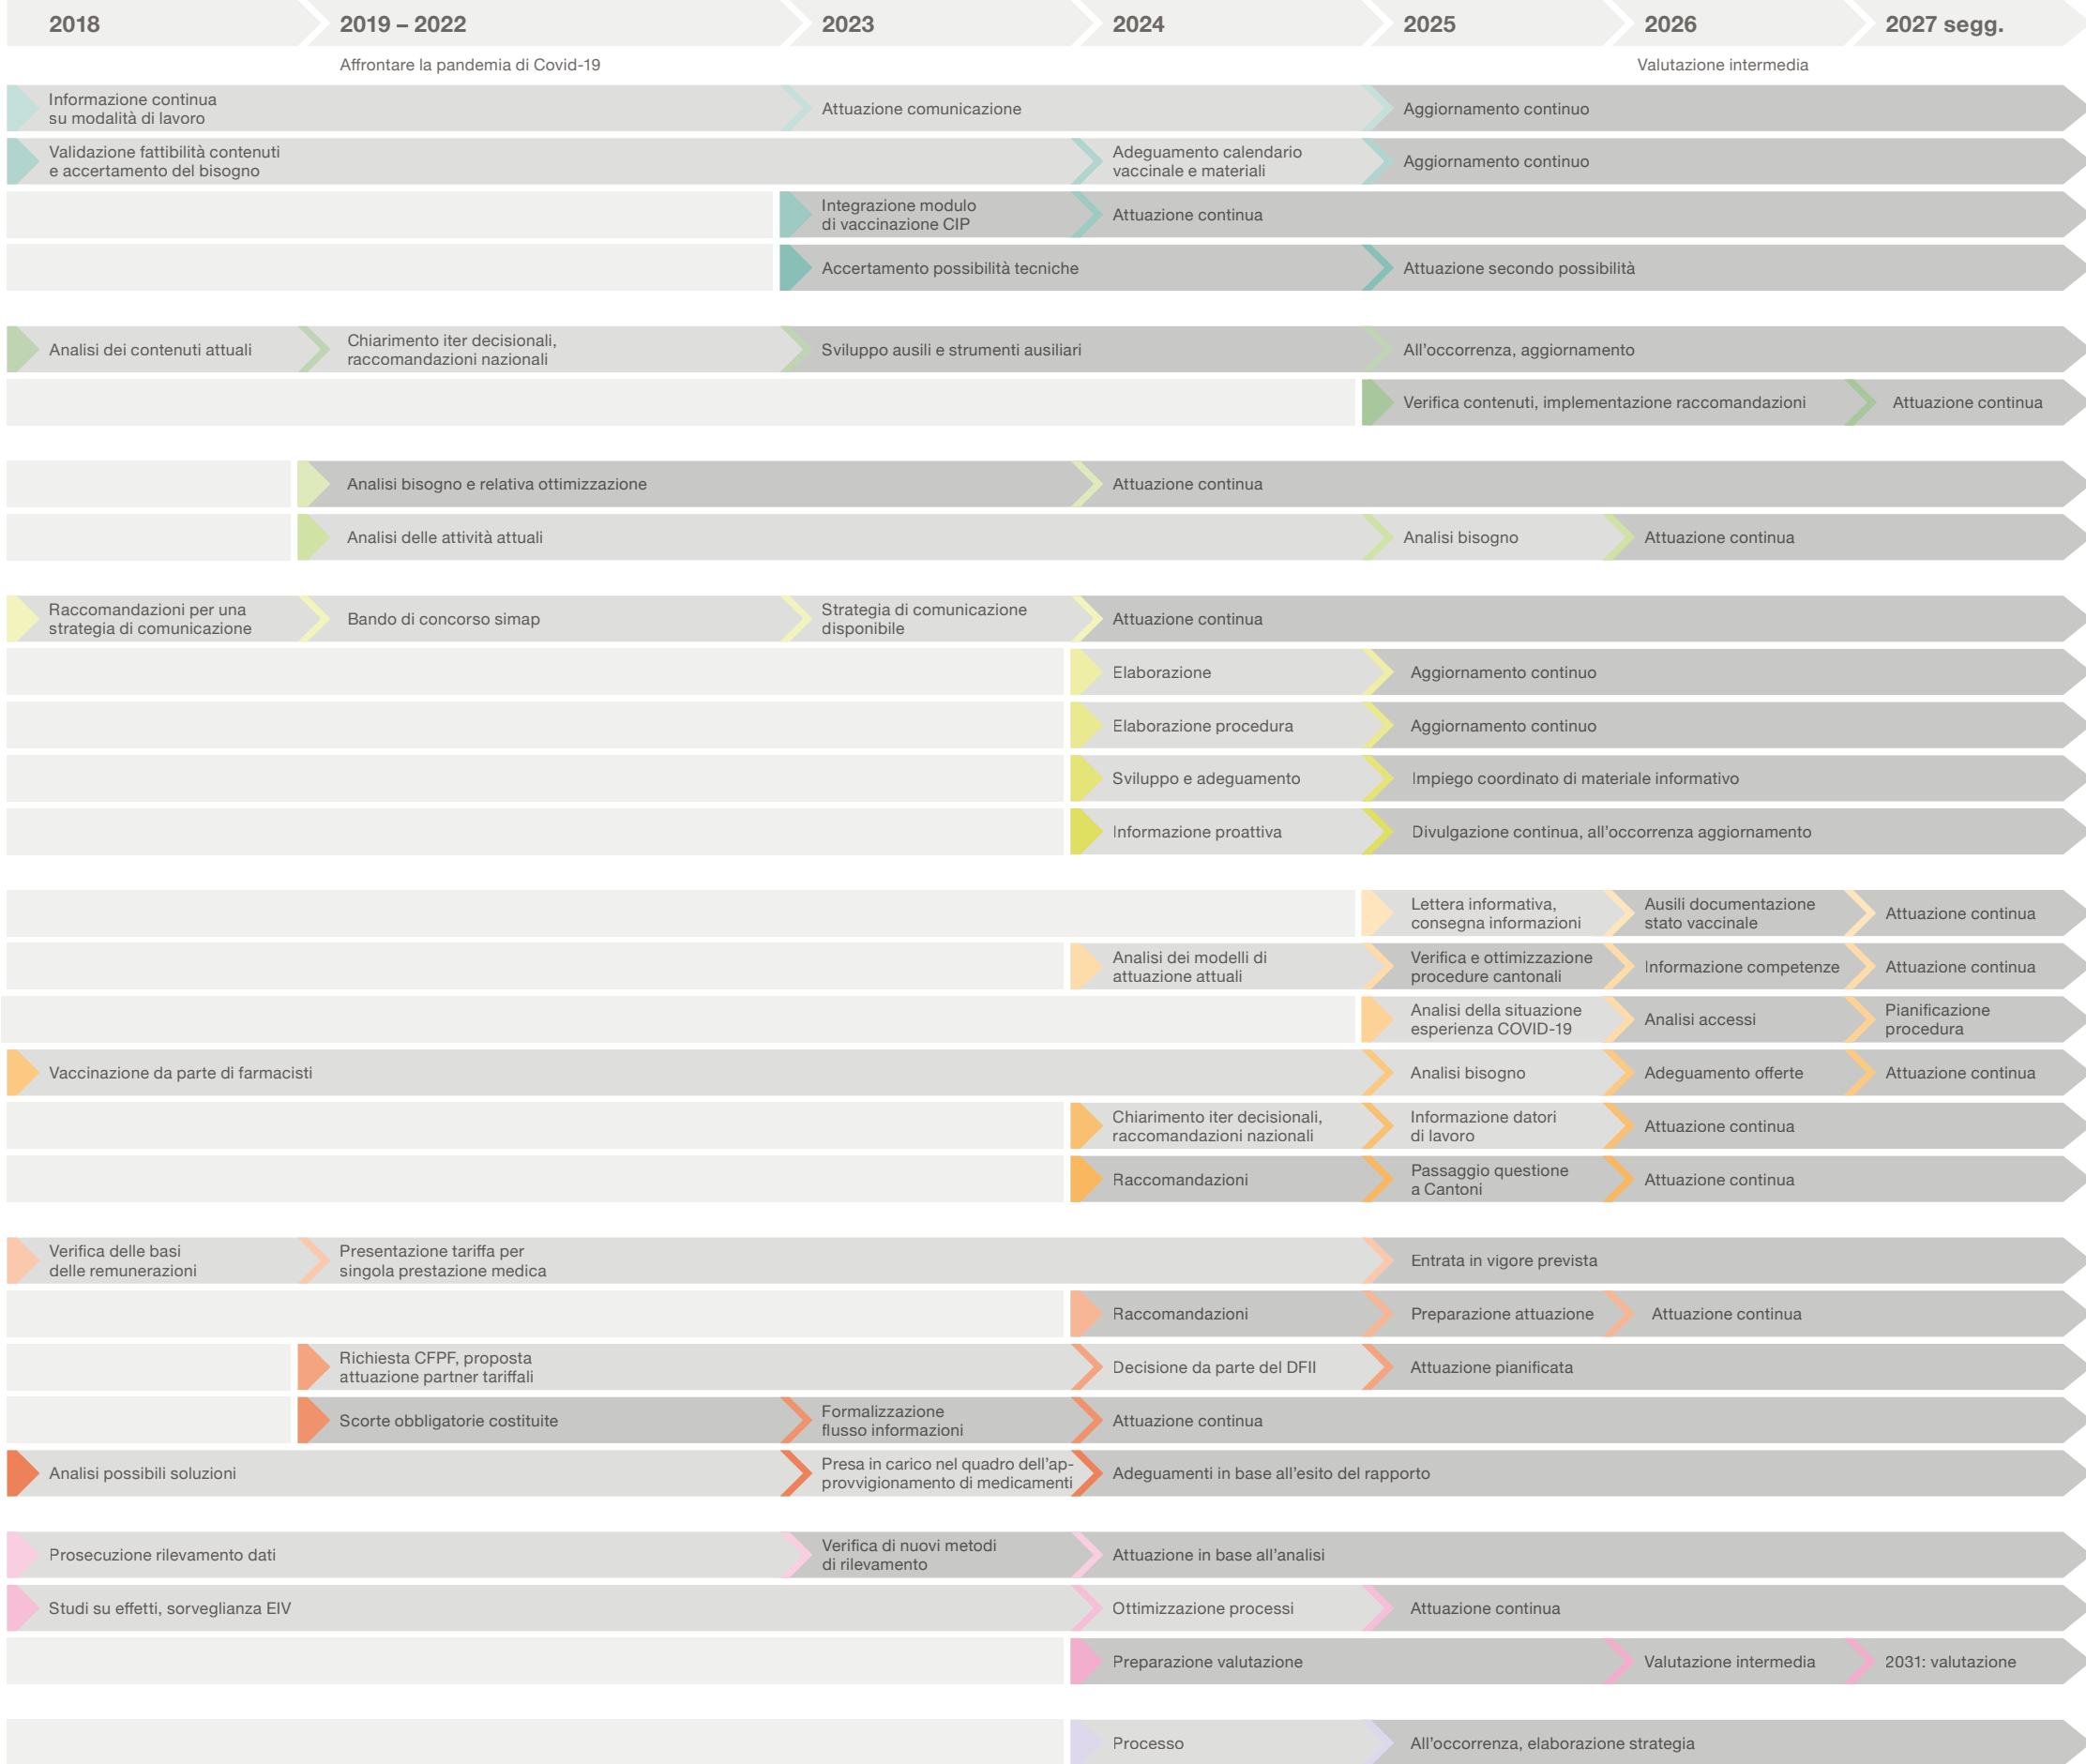 2018
2019 – 2022
2023
2024
2025
2026
2027 segg.
Affrontare la pandemia di Covid-19
Valutazione intermedia
Informazione continua
su modalità di lavoro
Attuazione comunicazione
Aggiornamento continuo
Validazione fattibilità contenuti
e accertamento del bisogno
Adeguamento calendario
vaccinale e materiali
Aggiornamento continuo
Integrazione modulo
di vaccinazione CIP
Attuazione continua
Accertamento possibilità tecniche
Attuazione secondo possibilità
Analisi dei contenuti attuali
Chiarimento iter decisionali,
raccomandazioni nazionali
Sviluppo ausili e strumenti ausiliari
All'occorrenza, aggiornamento
Verifica contenuti, implementazione raccomandazioni
Attuazione continua
Analisi bisogno e relativa ottimizzazione
Attuazione continua
Analisi delle attività attuali
Analisi bisogno
Attuazione continua
Raccomandazioni per una
strategia di comunicazione
Bando di concorso simap
Strategia di comunicazione
disponibile
Attuazione continua
Elaborazione
Aggiornamento continuo
Elaborazione procedura
Aggiornamento continuo
Sviluppo e adeguamento
Impiego coordinato di materiale informativo
Informazione proattiva
Divulgazione continua, all'occorrenza aggiornamento
Lettera informativa,
consegna informazioni
Ausili documentazione
stato vaccinale
Attuazione continua
Analisi dei modelli di
attuazione attuali
Verifica e ottimizzazione
procedure cantonali
Informazione competenze
Attuazione continua
Analisi della situazione
esperienza COVID-19
Analisi accessi
Pianificazione
procedura
Vaccinazione da parte di farmacisti
Analisi bisogno
Adeguamento offerte
Attuazione continua
Chiarimento iter decisionali,
raccomandazioni nazionali
Informazione datori
di lavoro
Attuazione continua
Raccomandazioni
Passaggio questione
a Cantoni
Attuazione continua
Verifica delle basi
delle remunerazioni
Presentazione tariffa per
singola prestazione medica
Entrata in vigore prevista
Raccomandazioni
Preparazione attuazione
Attuazione continua
Richiesta CFPF, proposta
attuazione partner tariffali
Decisione da parte del DFII
Attuazione pianificata
Scorte obbligatorie costituite
Formalizzazione
flusso informazioni
Attuazione continua
Analisi possibili soluzioni
Presa in carico nel quadro dell'ap-
provvigionamento di medicamenti
Adeguamenti in base all'esito del rapporto
Prosecuzione rilevamento dati
Verifica di nuovi metodi
di rilevamento
Attuazione in base all'analisi
Studi su effetti, sorveglianza EIV
Ottimizzazione processi
Attuazione continua
Preparazione valutazione
Valutazione intermedia
2031: valutazione
Processo
All'occorrenza, elaborazione strategia